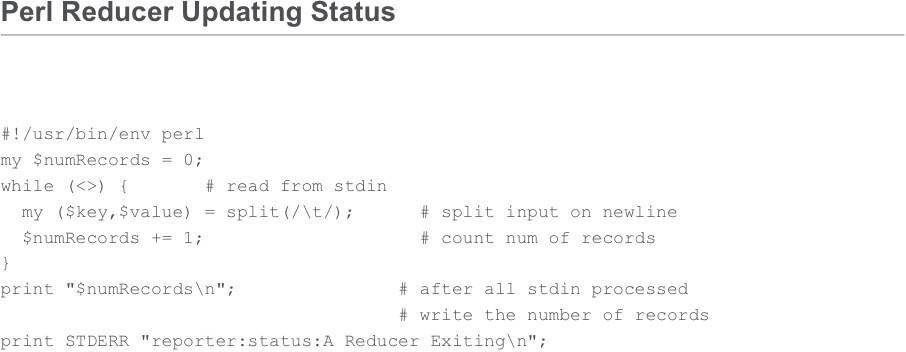 Perl Reducer Updating Status
#!/usr/bin/env perl
my $numRecords = 0;
while (<>) {       # read from stdin
  my ($key,$value) = split(/\t/);      # split input on newline
  $numRecords += 1;                    # count num of records
}
print "$numRecords\n";               # after all stdin processed
                                     # write the number of records
print STDERR "reporter:status:A Reducer Exiting\n";